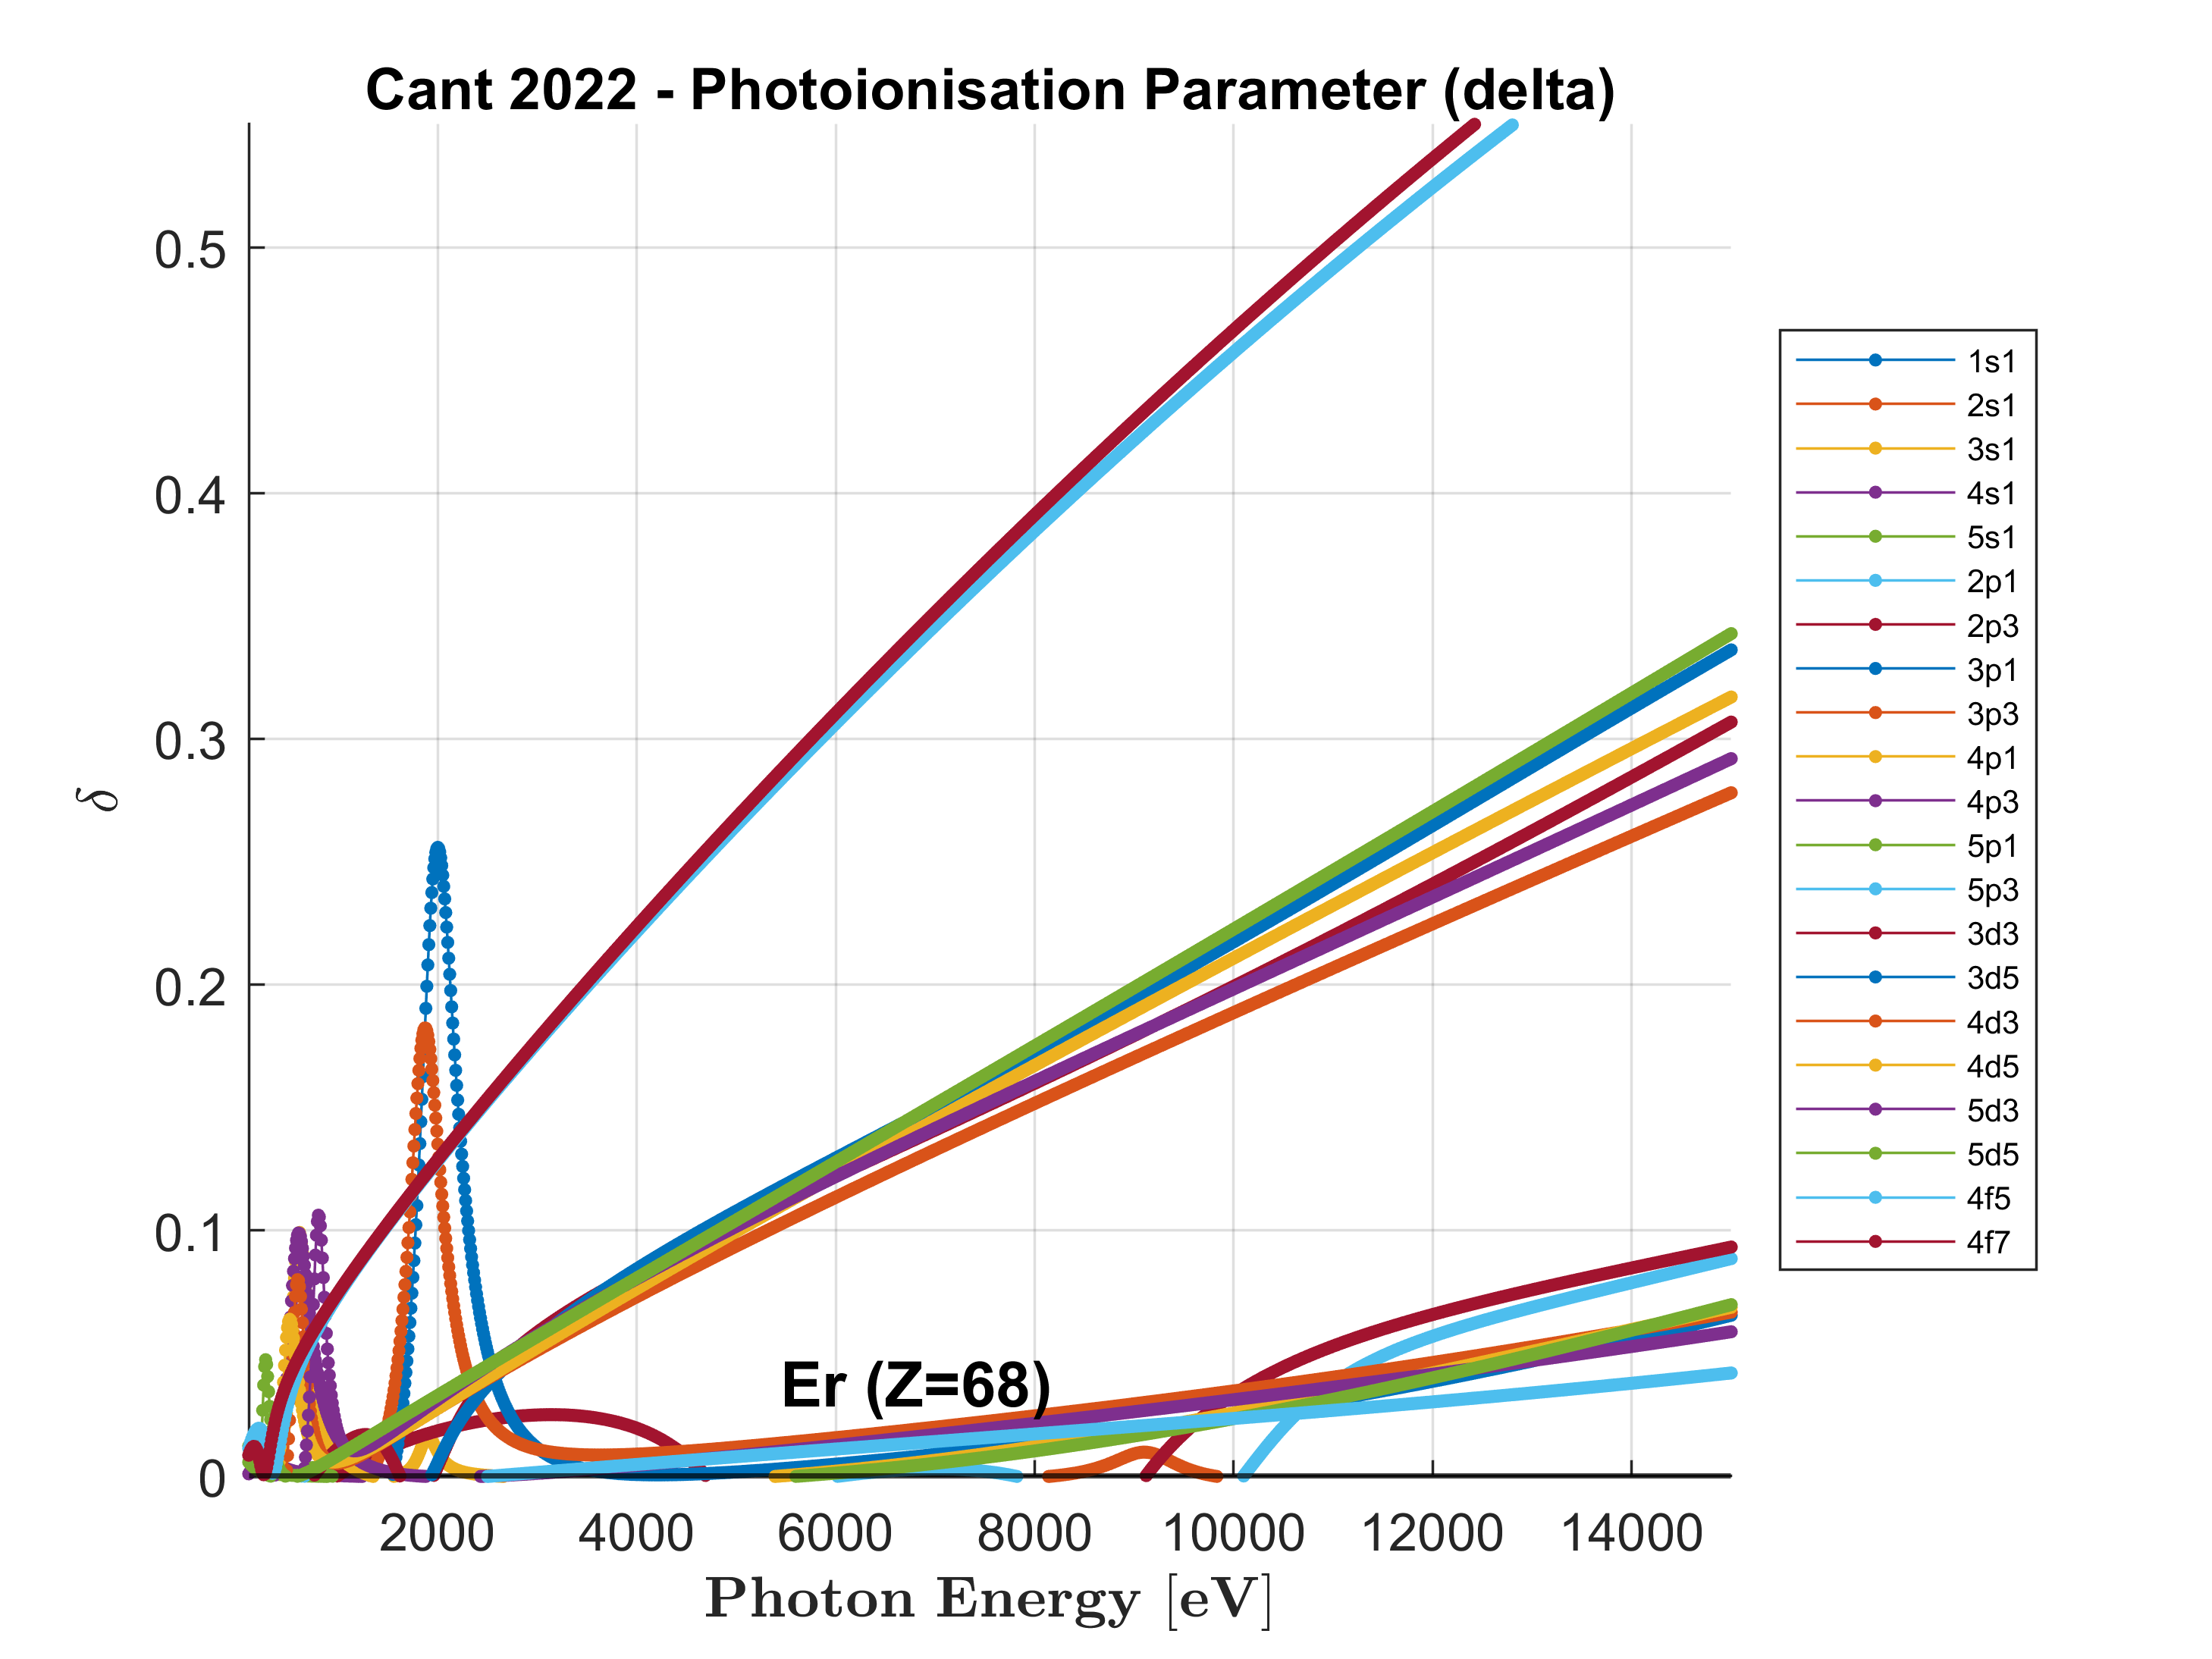 Cant 2022 - Photoionisation Parameter (delta)
0.5
0.4
0.3
0.2
0.1
0
δ
2000 4000 6000 8000 10000 12000 14000
Photon Energy [eV]
Er (Z=68)
1s1
2s1
3s1
4s1
5s1
2p1
2p3
3p1
3p3
4p1
4p3
5p1
5p3
3d3
3d5
4d3
4d5
5d3
5d5
4f5
4f7